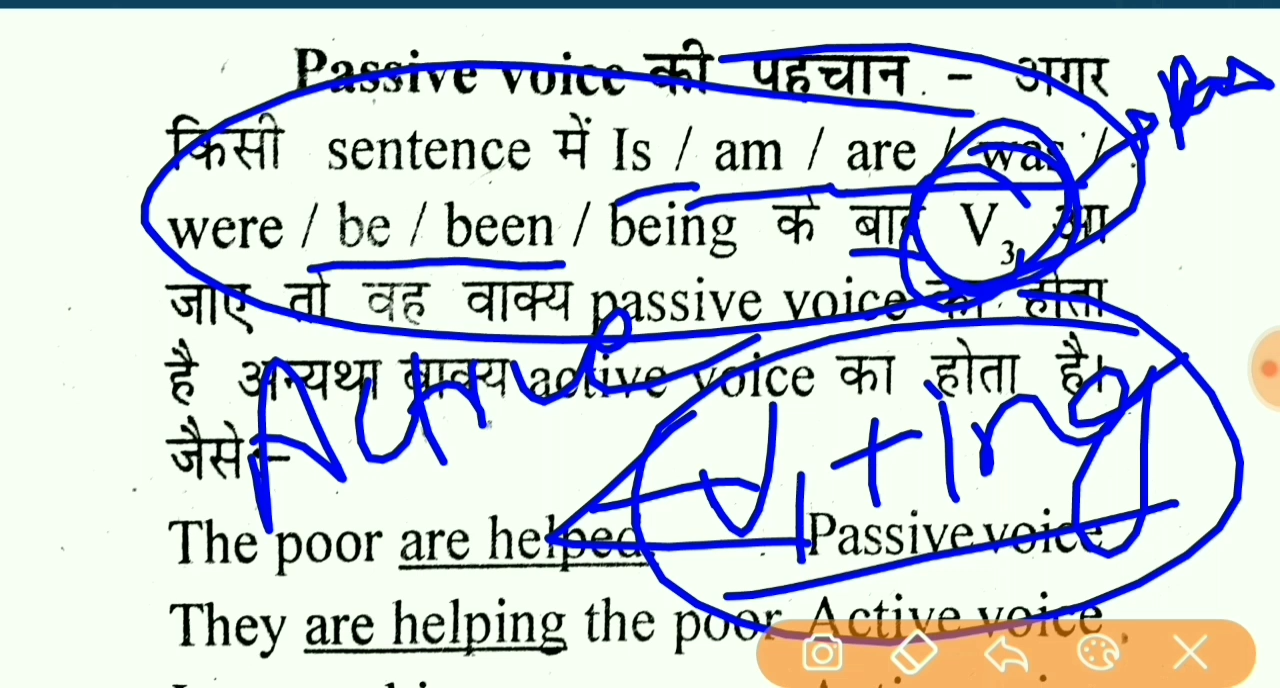 Passive voice की पहचान - अगर
किसी sentence में Is / am / are / was /
were / be / been / being के बाद V3 आ
जाए तो वह वाक्य passive voice का होता
है अन्यथा वाक्य active voice का होता है।
जैसे:-
V1+ing
The poor are helped. Passive voice
They are helping the poor Active voice